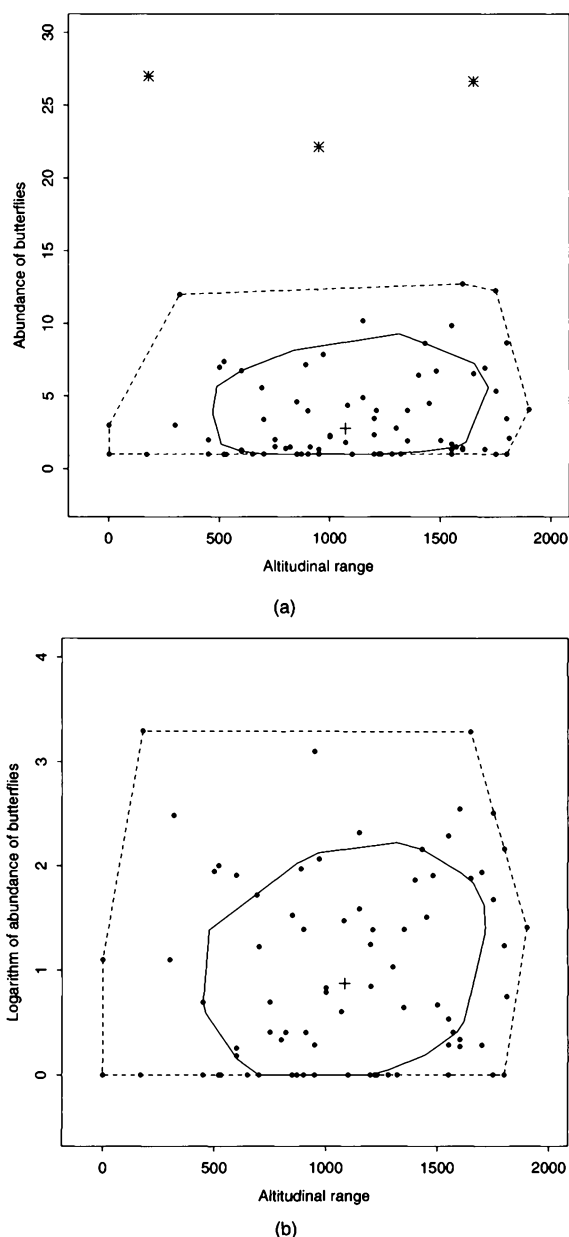 Abundance of butterflies
30
25
20
15
10
5
0
0 500 1000 1500 2000
Altitudinal range
(a)
Logarithm of abundance of butterflies
4
3
2
1
0
0 500 1000 1500 2000
Altitudinal range
(b)